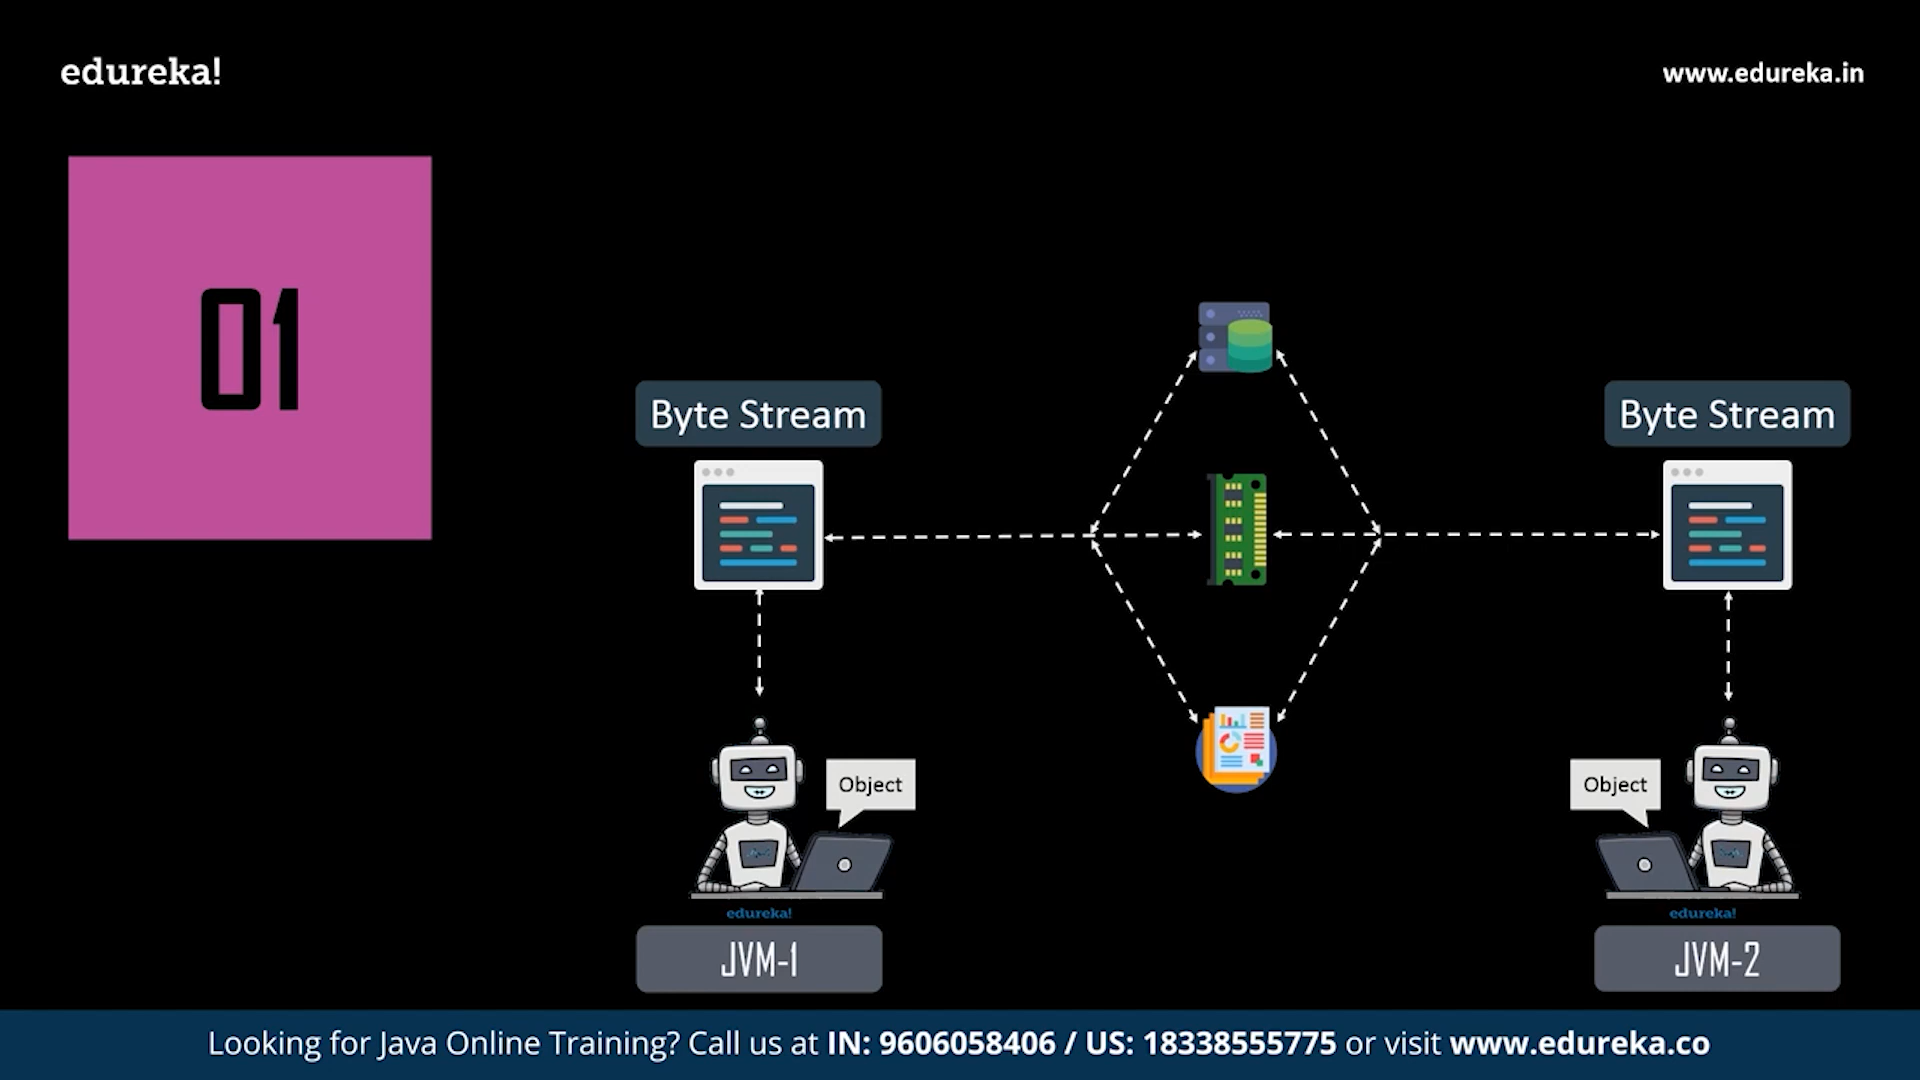 edureka!
www.edureka.in
01
Byte Stream
Byte Stream
Object
Object
edureka!
edureka!
JVM-1
JVM-2
Looking for Java Online Training? Call us at IN: 9606058406 / US: 18338555775 or visit www.edureka.co